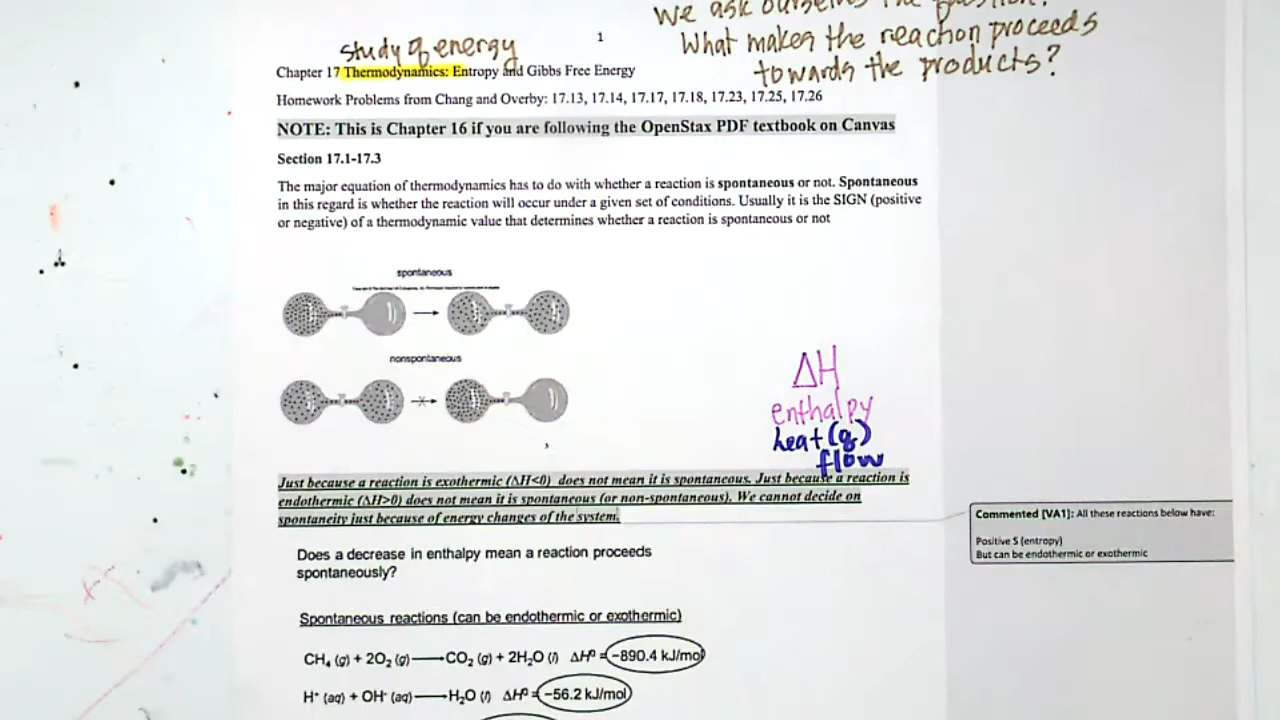 We ask ourselves the question:
What makes the reaction proceeds
towards the products?
study of energy
1
Chapter 17 Thermodynamics: Entropy and Gibbs Free Energy
Homework Problems from Chang and Overby: 17.13, 17.14, 17.17, 17.18, 17.23, 17.25, 17.26
NOTE: This is Chapter 16 if you are following the OpenStax PDF textbook on Canvas
Section 17.1-17.3
The major equation of thermodynamics has to do with whether a reaction is spontaneous or not. Spontaneous
in this regard is whether the reaction will occur under a given set of conditions. Usually it is the SIGN (positive
or negative) of a thermodynamic value that determines whether a reaction is spontaneous or not
spontaneous
nonspontaneous
ΔH
enthalpy
heat (q)
flow
Just because a reaction is exothermic (ΔH<0) does not mean it is spontaneous. Just because a reaction is
endothermic (ΔH>0) does not mean it is spontaneous (or non-spontaneous). We cannot decide on
spontaneity just because of energy changes of the system.
Commented [VA1]: All these reactions below have:
Positive S (entropy)
But can be endothermic or exothermic
Does a decrease in enthalpy mean a reaction proceeds
spontaneously?
Spontaneous reactions (can be endothermic or exothermic)
CH₄ (g) + 2O₂ (g) ⟶ CO₂ (g) + 2H₂O (l) ΔH⁰ = -890.4 kJ/mol
H⁺ (aq) + OH⁻ (aq) ⟶ H₂O (l) ΔH⁰ = -56.2 kJ/mol